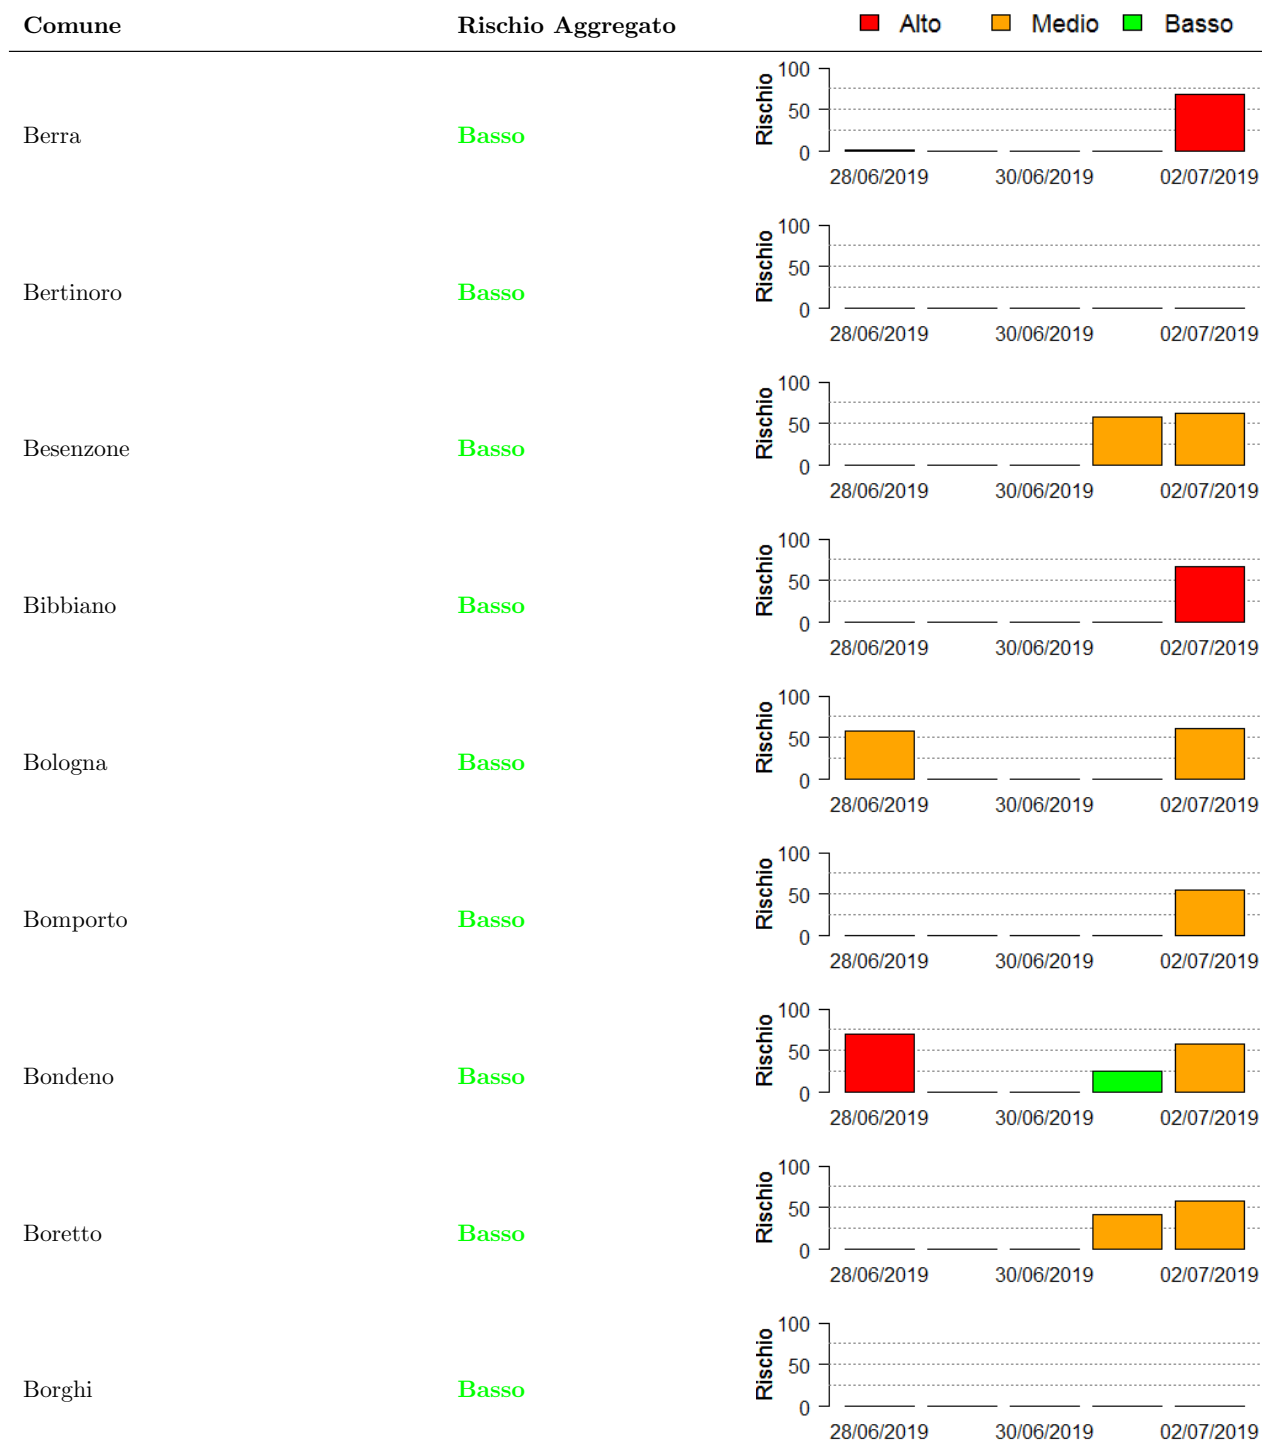 Comune Rischio Aggregato Alto Medio Basso
100
50
0
Rischio
Berra Basso
28/06/2019 30/06/2019 02/07/2019
100
50
0
Rischio
Bertinoro Basso
28/06/2019 30/06/2019 02/07/2019
100
50
0
Rischio
Besenzone Basso
28/06/2019 30/06/2019 02/07/2019
100
50
0
Rischio
Bibbiano Basso
28/06/2019 30/06/2019 02/07/2019
100
50
0
Rischio
Bologna Basso
28/06/2019 30/06/2019 02/07/2019
100
50
0
Rischio
Bomporto Basso
28/06/2019 30/06/2019 02/07/2019
100
50
0
Rischio
Bondeno Basso
28/06/2019 30/06/2019 02/07/2019
100
50
0
Rischio
Boretto Basso
28/06/2019 30/06/2019 02/07/2019
100
50
0
Rischio
Borghi Basso
28/06/2019 30/06/2019 02/07/2019